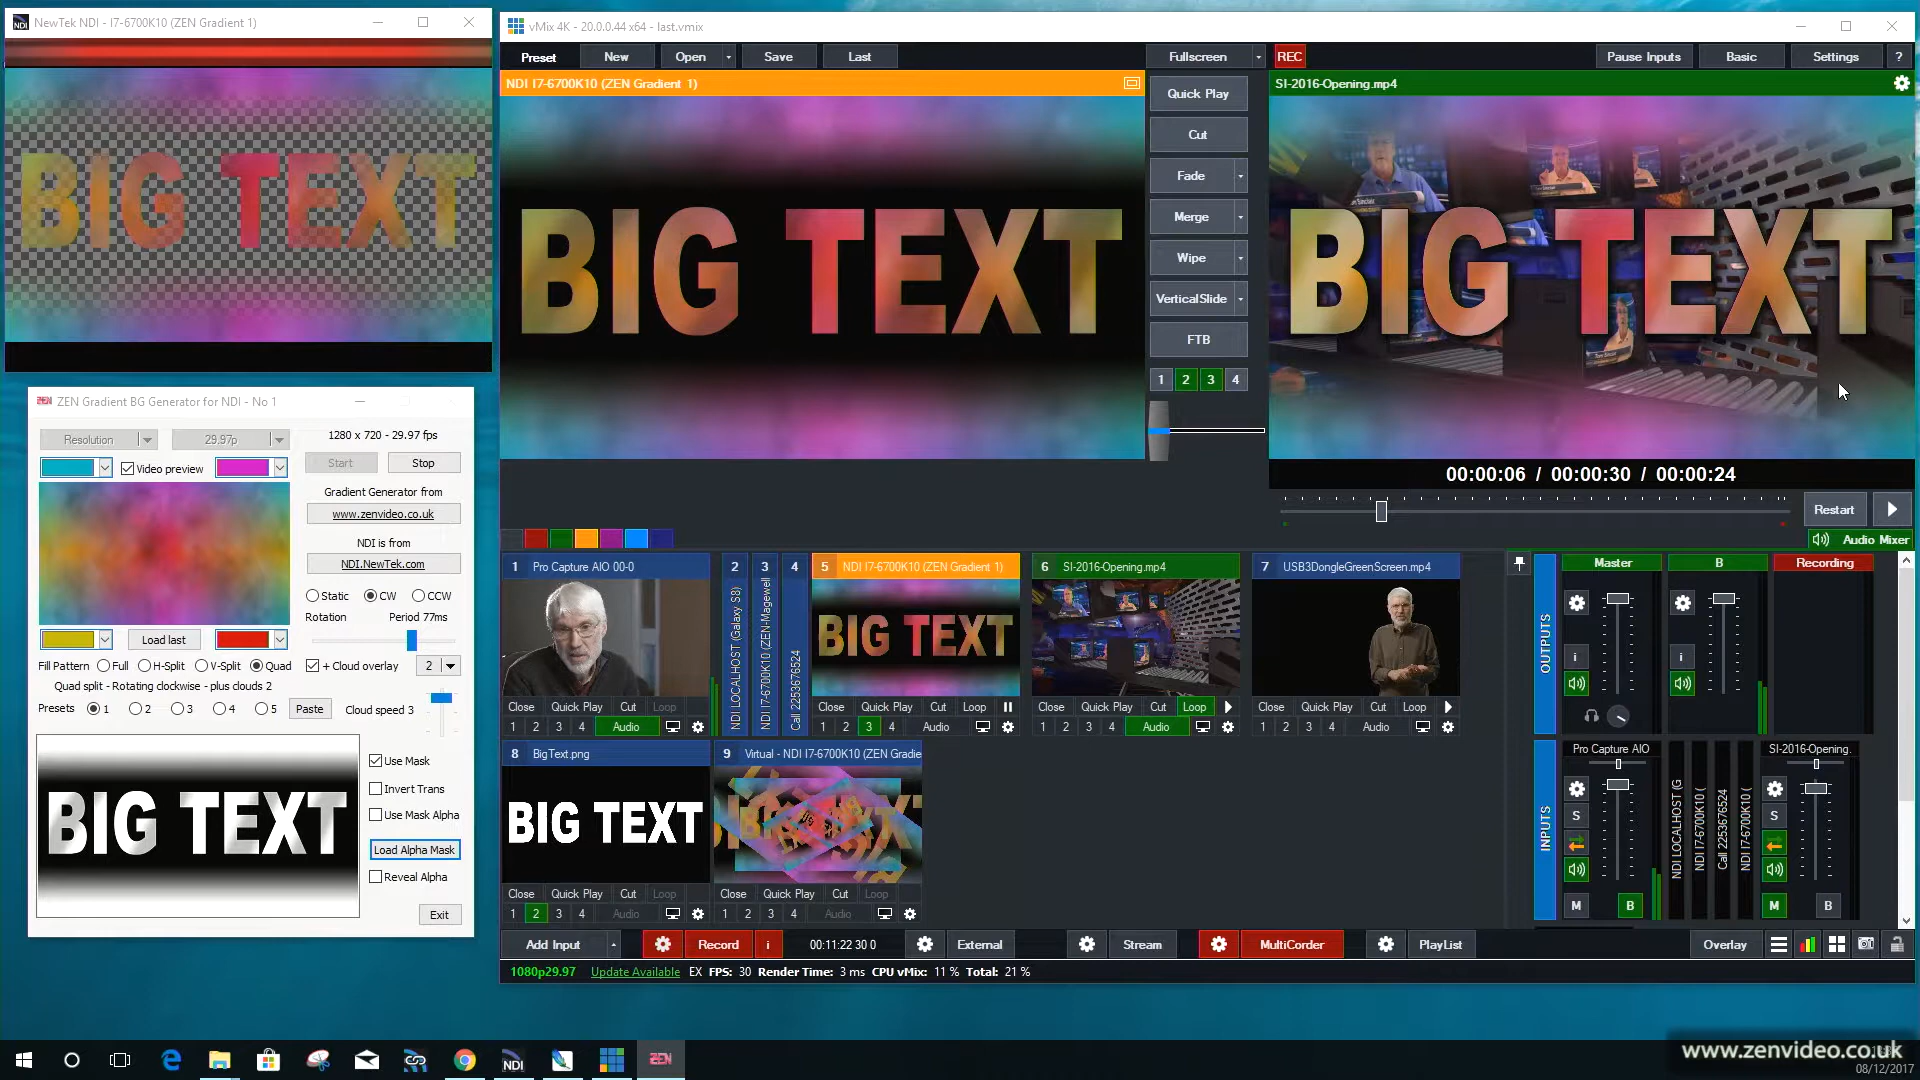 NewTek NDI - I7-6700K10 (ZEN Gradient 1)
BIG TEXT
ZEN Gradient BG Generator for NDI - No 1
Resolution
29.97p
1280 x 720 - 29.97 fps
Video preview
Start
Stop
Gradient Generator from
www.zenvideo.co.uk
NDI is from
NDI.NewTek.com
Static
CW
CCW
Rotation
Period 77ms
Load last
Fill Pattern
Full
H-Split
V-Split
Quad
+ Cloud overlay
2
Quad split - Rotating clockwise - plus clouds 2
Presets
1
2
3
4
5
Paste
Cloud speed 3
BIG TEXT
Use Mask
Invert Trans
Use Mask Alpha
Load Alpha Mask
Reveal Alpha
Exit
vMix 4K - 20.0.0.44 x64 - last.vmix
Preset
New
Open
Save
Last
Fullscreen
REC
Pause Inputs
Basic
Settings
?
NDI I7-6700K10 (ZEN Gradient 1)
BIG TEXT
Quick Play
Cut
Fade
Merge
Wipe
VerticalSlide
FTB
1 2 3 4
SI-2016-Opening.mp4
BIG TEXT
00:00:06 / 00:00:30 / 00:00:24
Restart
Audio Mixer
1 Pro Capture AIO 00-0
Close Quick Play Cut Loop
1 2 3 4 Audio
2 NDI LOCALHOST (Galaxy S8)
3 NDI I7-6700K10 (ZEN-Magewell
4 Call 2253676524
5 NDI I7-6700K10 (ZEN Gradient 1)
BIG TEXT
Close Quick Play Cut Loop
1 2 3 4 Audio
6 SI-2016-Opening.mp4
Close Quick Play Cut Loop
1 2 3 4 Audio
7 USB3DongleGreenScreen.mp4
Close Quick Play Cut Loop
1 2 3 4 Audio
8 BigText.png
BIG TEXT
Close Quick Play Cut Loop
1 2 3 4 Audio
9 Virtual - NDI I7-6700K10 (ZEN Gradie
Close Quick Play Cut Loop
1 2 3 4 Audio
OUTPUTS
Master
B
Recording
i
i
INPUTS
Pro Capture AIO
S
M
B
NDI LOCALHOST (G
NDI I7-6700K10 (
Call 2253676524
NDI I7-6700K10 (
SI-2016-Opening.
S
M
B
Add Input
Record
i
00:11:22 30 0
External
Stream
MultiCorder
PlayList
Overlay
1080p29.97 Update Available EX FPS: 30 Render Time: 3 ms CPU vMix: 11 % Total: 21 %
NDI
ZEN
www.zenvideo.co.uk
08/12/2017